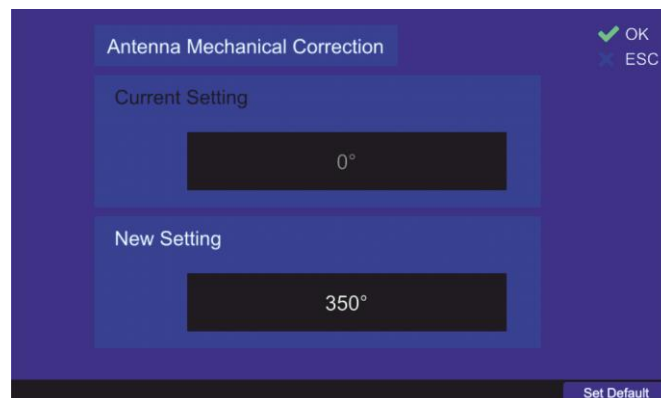 Antenna Mechanical Correction
OK
ESC
Current Setting
0°
New Setting
350°
Set Default